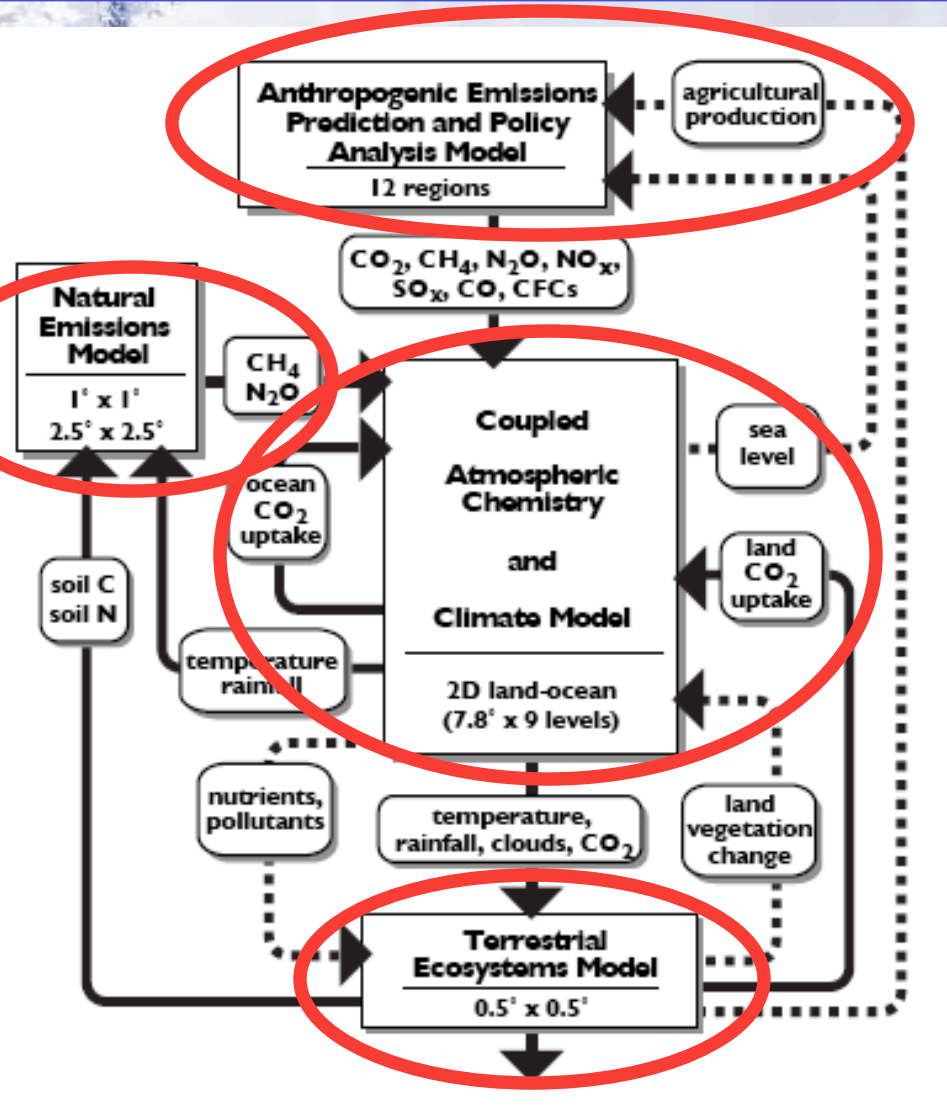 Anthropogenic Emissions
Prediction and Policy
Analysis Model
12 regions
agricultural
production
CO₂, CH₄, N₂O, NOₓ,
SOₓ, CO, CFCs
Natural
Emissions
Model
1° x 1°
2.5° x 2.5°
CH₄
N₂O
Coupled
Atmospheric
Chemistry
and
Climate Model
2D land-ocean
(7.8° x 9 levels)
sea
level
ocean
CO₂
uptake
land
CO₂
uptake
soil C
soil N
temperature
rainfall
nutrients,
pollutants
temperature,
rainfall, clouds, CO₂
land
vegetation
change
Terrestrial
Ecosystems Model
0.5° x 0.5°